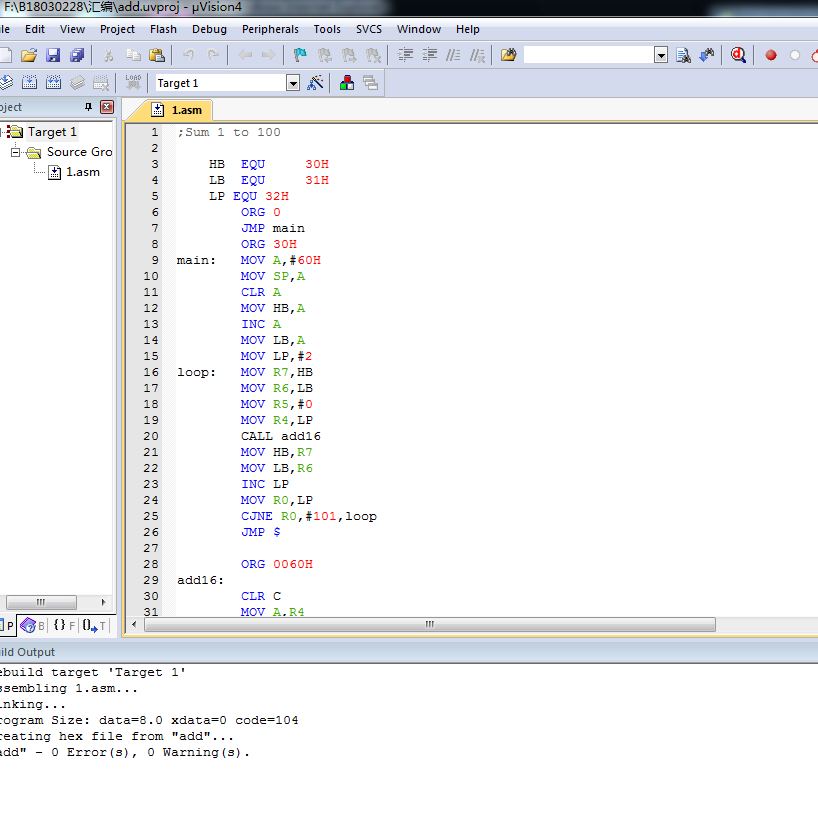 F:\B18030228\汇编\add.uvproj - µVision4
le Edit View Project Flash Debug Peripherals Tools SVCS Window Help
LOAD Target 1
oject
1.asm
Target 1
Source Gro
1.asm
1 ;Sum 1 to 100
2
3 HB EQU 30H
4 LB EQU 31H
5 LP EQU 32H
6 ORG 0
7 JMP main
8 ORG 30H
9 main: MOV A,#60H
10 MOV SP,A
11 CLR A
12 MOV HB,A
13 INC A
14 MOV LB,A
15 MOV LP,#2
16 loop: MOV R7,HB
17 MOV R6,LB
18 MOV R5,#0
19 MOV R4,LP
20 CALL add16
21 MOV HB,R7
22 MOV LB,R6
23 INC LP
24 MOV R0,LP
25 CJNE R0,#101,loop
26 JMP $
27
28 ORG 0060H
29 add16:
30 CLR C
31 MOV A,R4
P B {} F 0 T
ild Output
ebuild target 'Target 1'
ssembling 1.asm...
inking...
rogram Size: data=8.0 xdata=0 code=104
reating hex file from "add"...
add" - 0 Error(s), 0 Warning(s).